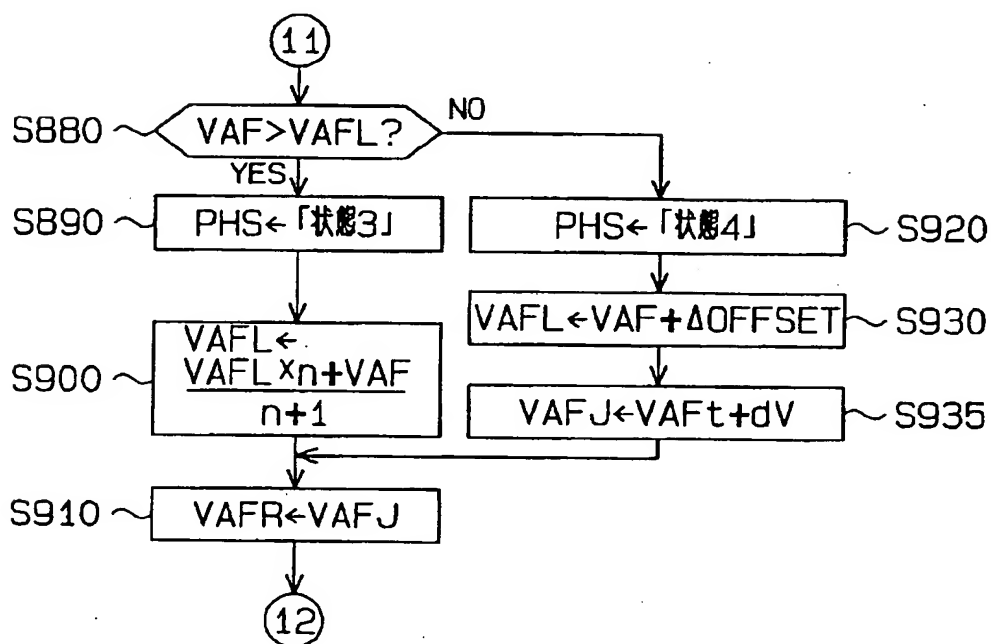 11
S880
VAF>VAFL?
NO
YES
S890
PHS←「状態3」
PHS←「状態4」
S920
VAFL←VAF+ΔOFFSET
S930
S900
VAFL←
VAFL×n+VAF
n+1
VAFJ←VAFt+dV
S935
S910
VAFR←VAFJ
12